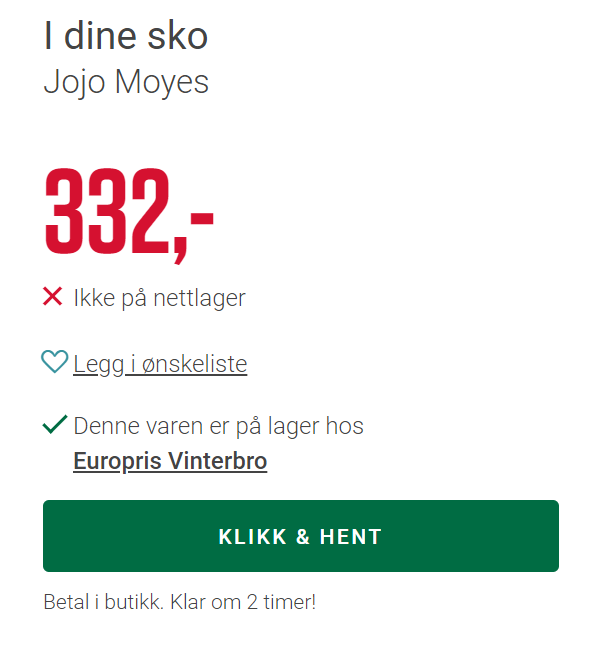 I dine sko
Jojo Moyes
332,-
Ikke på nettlager
Legg i ønskeliste
Denne varen er på lager hos
Europris Vinterbro
KLIKK & HENT
Betal i butikk. Klar om 2 timer!